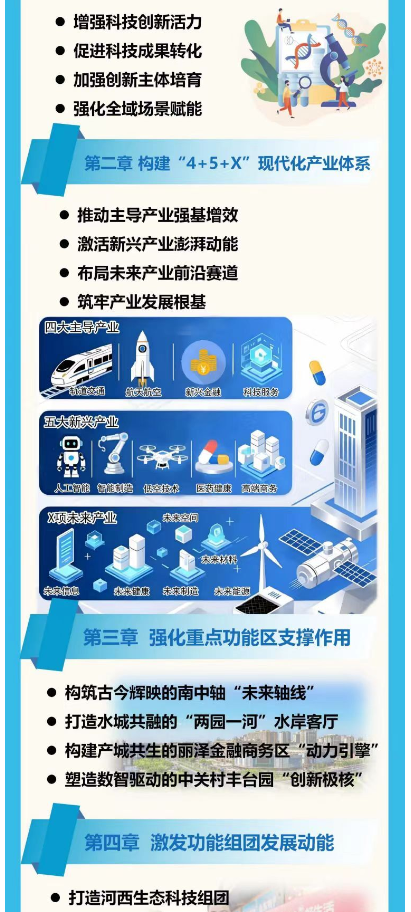 增强科技创新活力
促进科技成果转化
加强创新主体培育
强化全域场景赋能
第二章 构建“4+5+X”现代化产业体系
推动主导产业强基增效
激活新兴产业澎湃动能
布局未来产业前沿赛道
筑牢产业发展根基
四大主导产业
轨道交通 航天航空 新兴金融 科技服务
五大新兴产业
人工智能 智能制造 低空技术 医药健康 高端商务
X项未来产业
未来空间
未来材料
未来信息 未来健康 未来制造 未来能源
第三章 强化重点功能区支撑作用
构筑古今辉映的南中轴“未来轴线”
打造水城共融的“两园一河”水岸客厅
构建产城共生的丽泽金融商务区“动力引擎”
塑造数智驱动的中关村丰台园“创新极核”
第四章 激发功能组团发展动能
打造河西生态科技组团